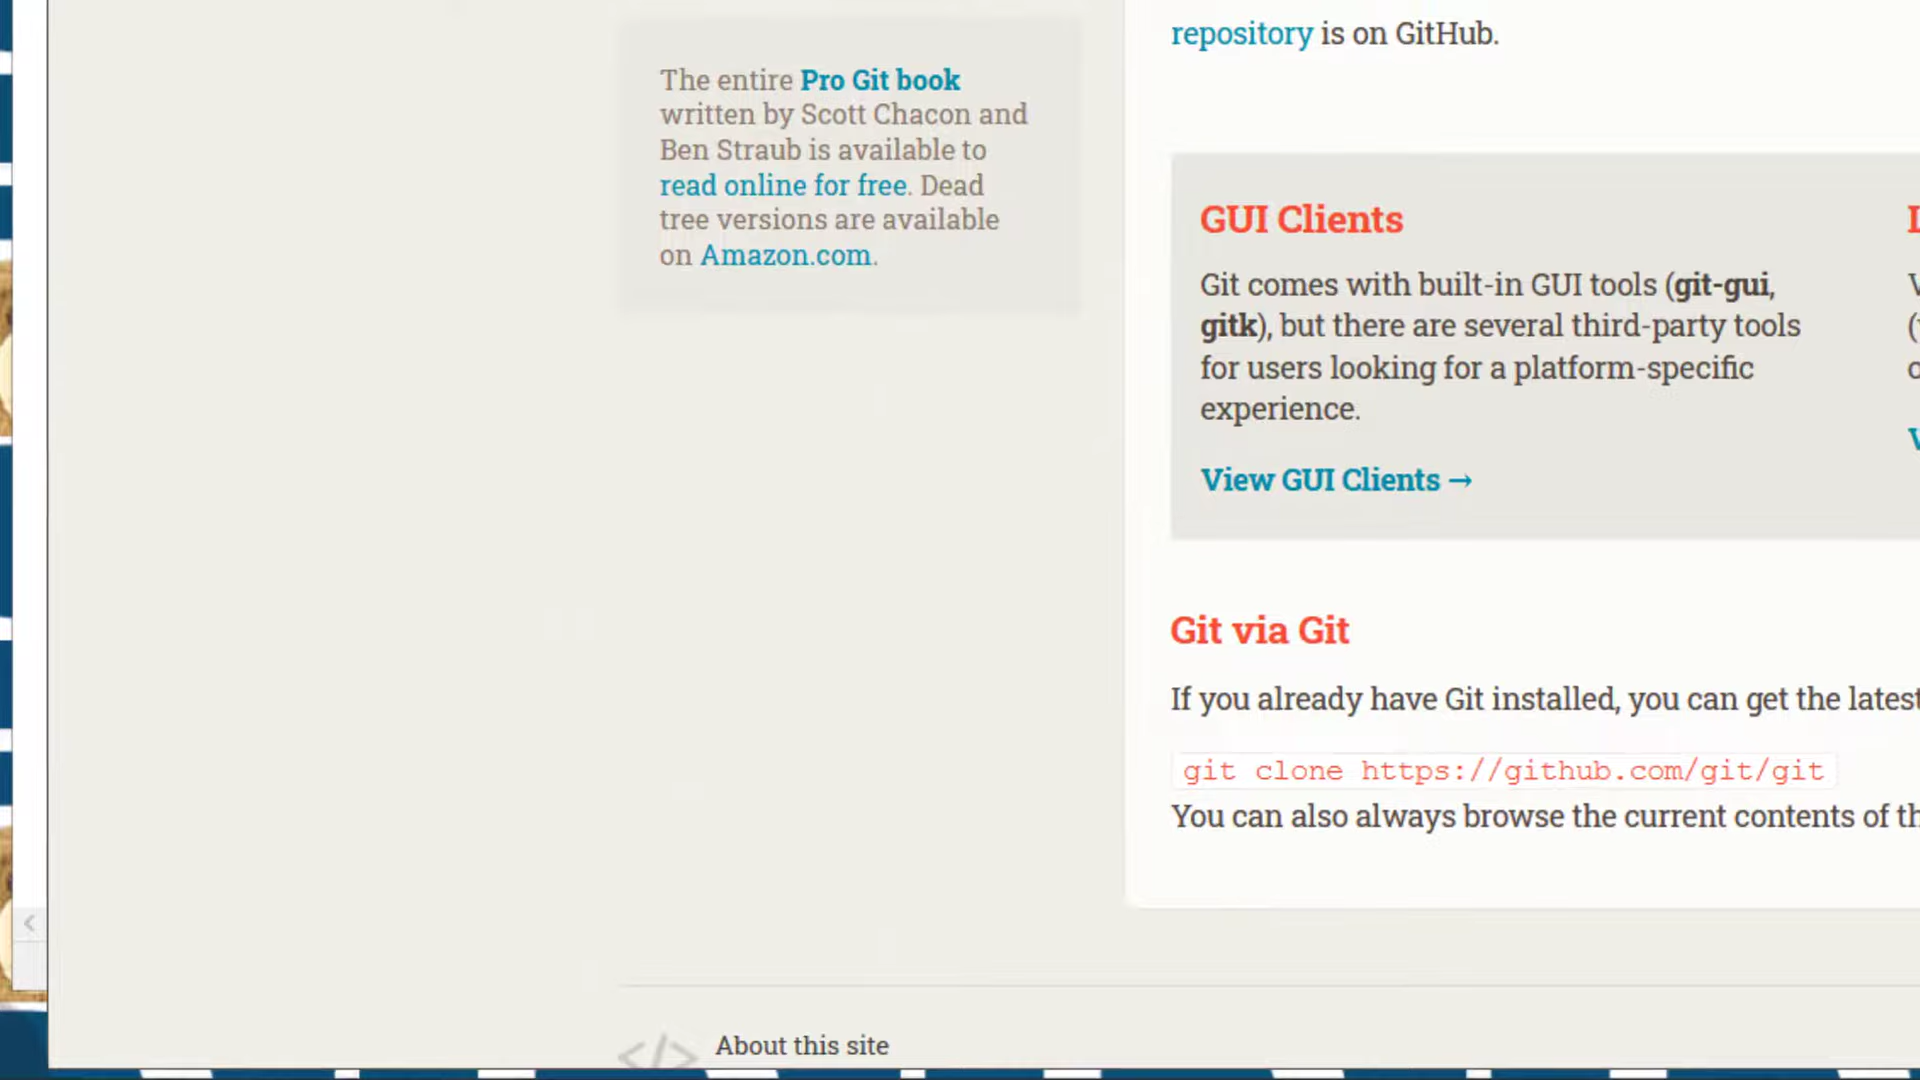 repository is on GitHub.
The entire Pro Git book
written by Scott Chacon and
Ben Straub is available to
read online for free. Dead
tree versions are available
on Amazon.com.
GUI Clients
Git comes with built-in GUI tools (git-gui,
gitk), but there are several third-party tools
for users looking for a platform-specific
experience.
View GUI Clients →
Git via Git
If you already have Git installed, you can get the latest
git clone https://github.com/git/git
You can also always browse the current contents of
About this site